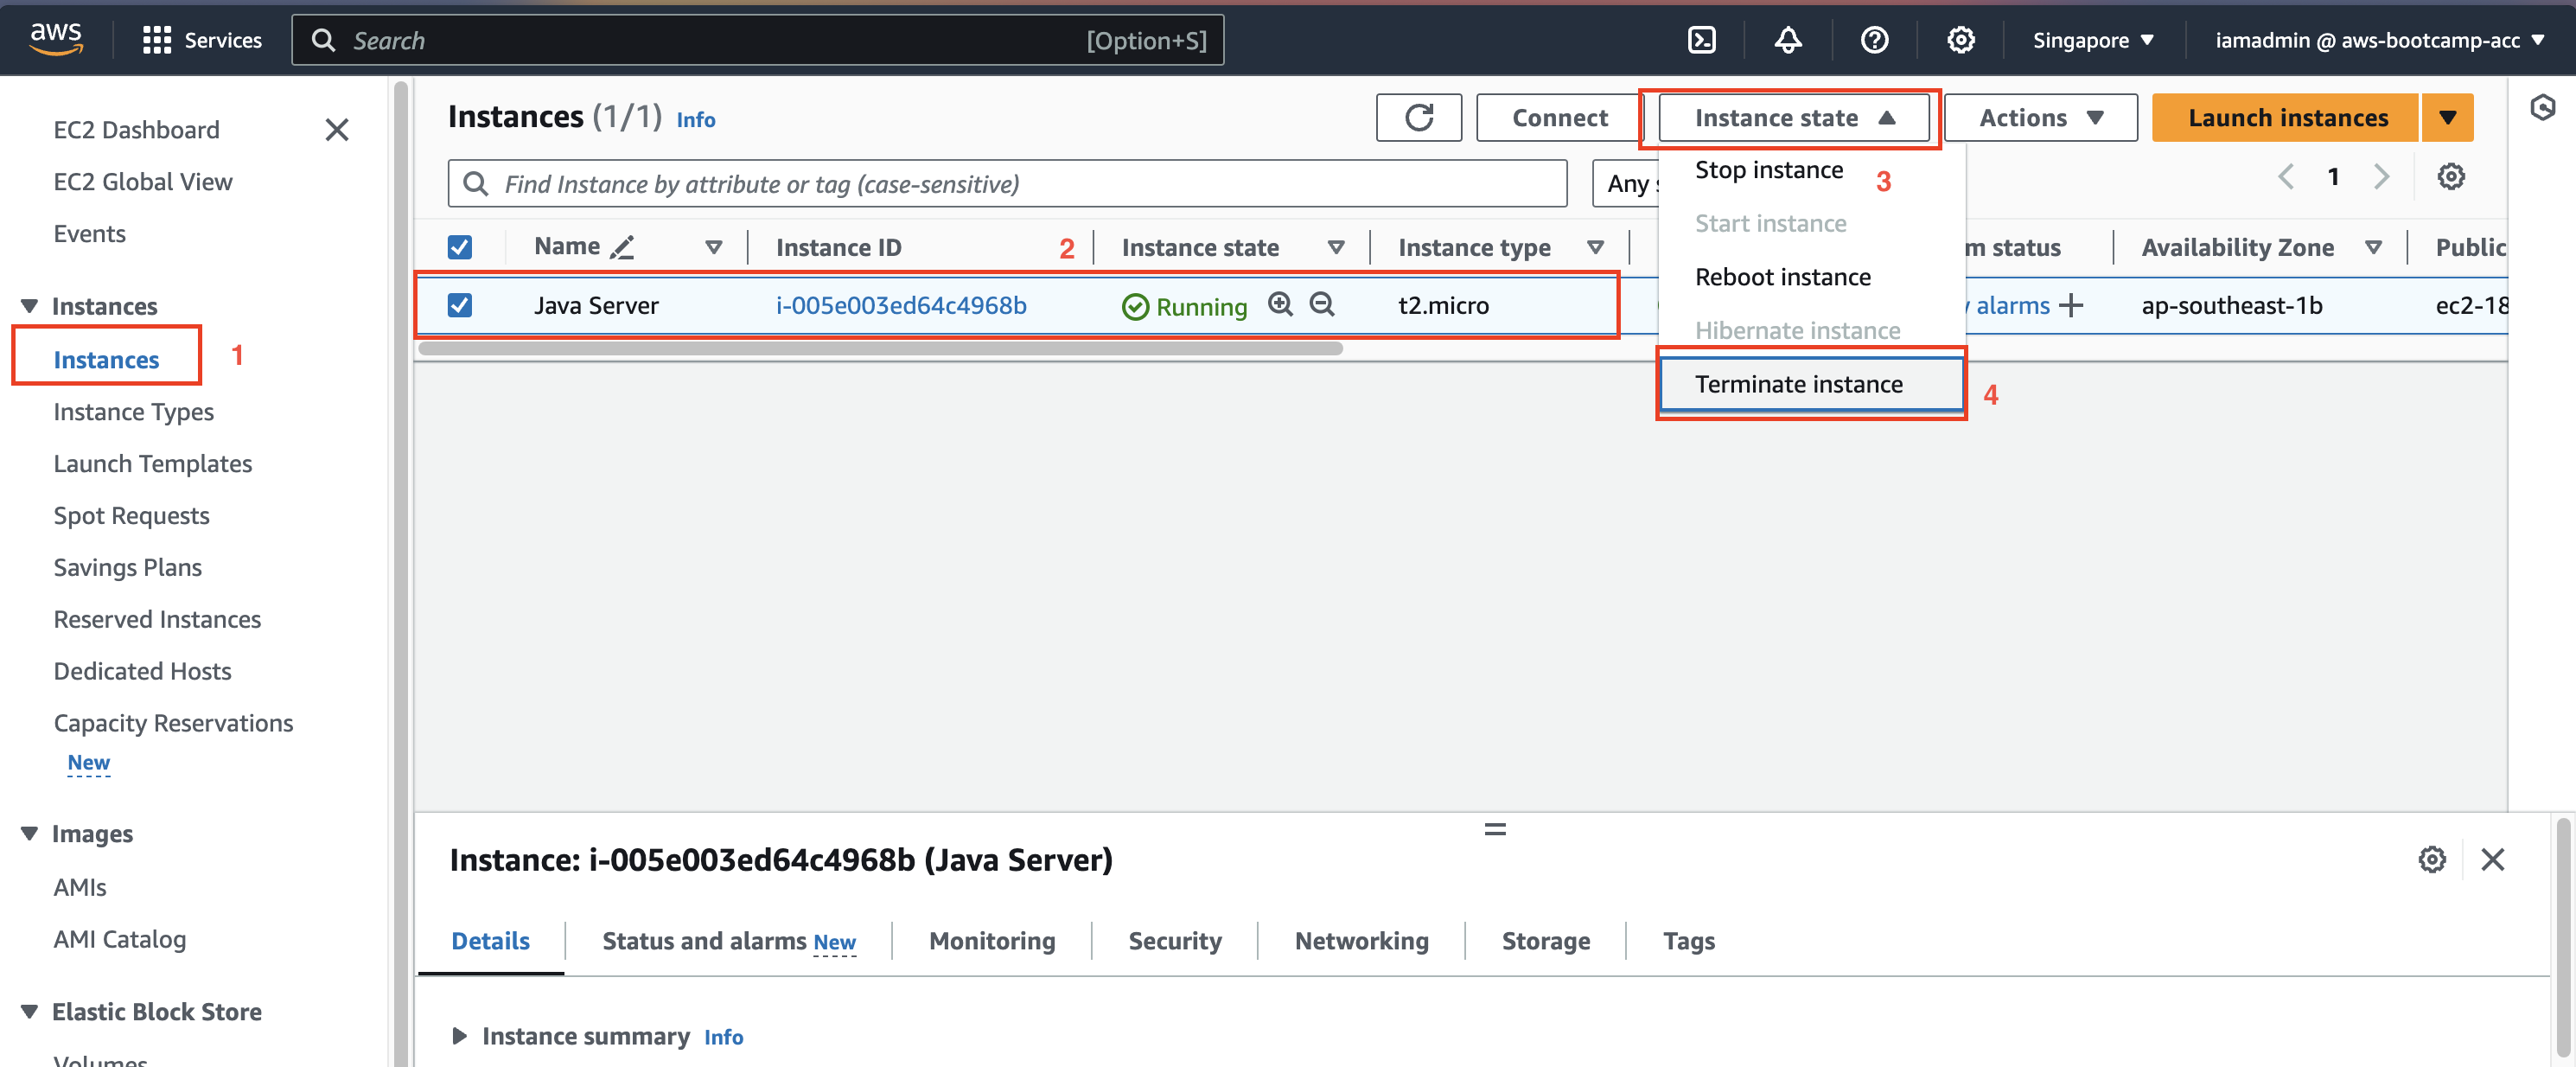 aws
Services
Search
[Option+S]
Singapore
iamadmin @ aws-bootcamp-acc
EC2 Dashboard
EC2 Global View
Events
Instances
Instances
1
Instance Types
Launch Templates
Spot Requests
Savings Plans
Reserved Instances
Dedicated Hosts
Capacity Reservations
New
Images
AMIs
AMI Catalog
Elastic Block Store
Volumes
Instances (1/1) Info
Connect
Instance state
Actions
Launch instances
Find Instance by attribute or tag (case-sensitive)
Any s
1
Stop instance
3
Start instance
Reboot instance
Hibernate instance
Terminate instance
4
Name
Instance ID
2
Instance state
Instance type
m status
Availability Zone
Public
Java Server
i-005e003ed64c4968b
Running
t2.micro
alarms
ap-southeast-1b
ec2-18
Instance: i-005e003ed64c4968b (Java Server)
Details
Status and alarms New
Monitoring
Security
Networking
Storage
Tags
Instance summary Info